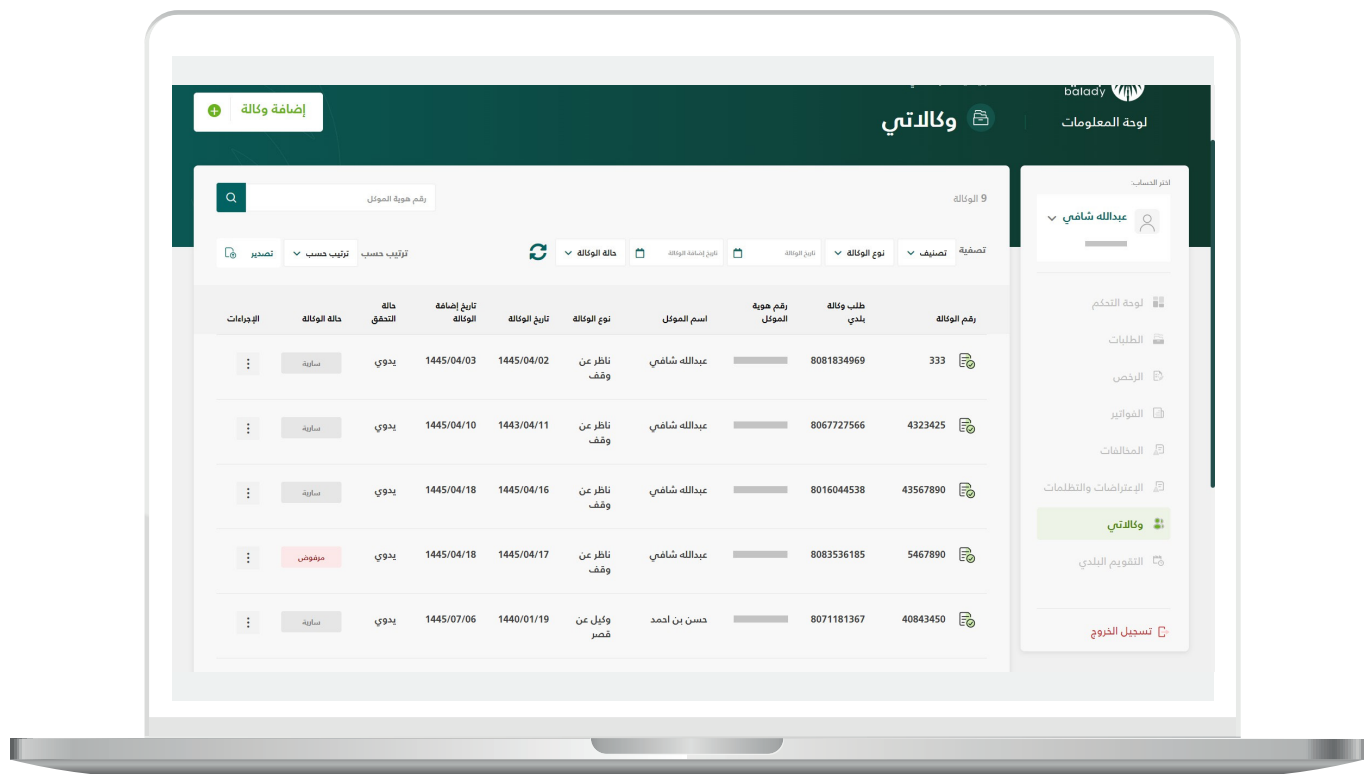 balady
لوحة المعلومات
وكالاتي
إضافة وكالة
اختر الحساب:
عبدالله شافي
لوحة التحكم
الطلبات
الرخص
الفواتير
المخالفات
الإعتراضات والتظلمات
وكالاتي
التقويم البلدي
تسجيل الخروج
9 الوكالة
رقم هوية الموكل
تصفية تصنيف نوع الوكالة تاريخ الوكالة تاريخ إضافة الوكالة حالة الوكالة ترتيب حسب ترتيب حسب تصدير
رقم الوكالة طلب وكالة بلدي رقم هوية الموكل اسم الموكل نوع الوكالة تاريخ الوكالة تاريخ إضافة الوكالة حالة التحقق حالة الوكالة الإجراءات
333 8081834969 عبدالله شافي ناظر عن وقف 1445/04/02 1445/04/03 يدوي سارية
4323425 8067727566 عبدالله شافي ناظر عن وقف 1443/04/11 1445/04/10 يدوي سارية
43567890 8016044538 عبدالله شافي ناظر عن وقف 1445/04/16 1445/04/18 يدوي سارية
5467890 8083536185 عبدالله شافي ناظر عن وقف 1445/04/17 1445/04/18 يدوي مرفوض
40843450 8071181367 حسن بن احمد وكيل عن قصر 1440/01/19 1445/07/06 يدوي سارية